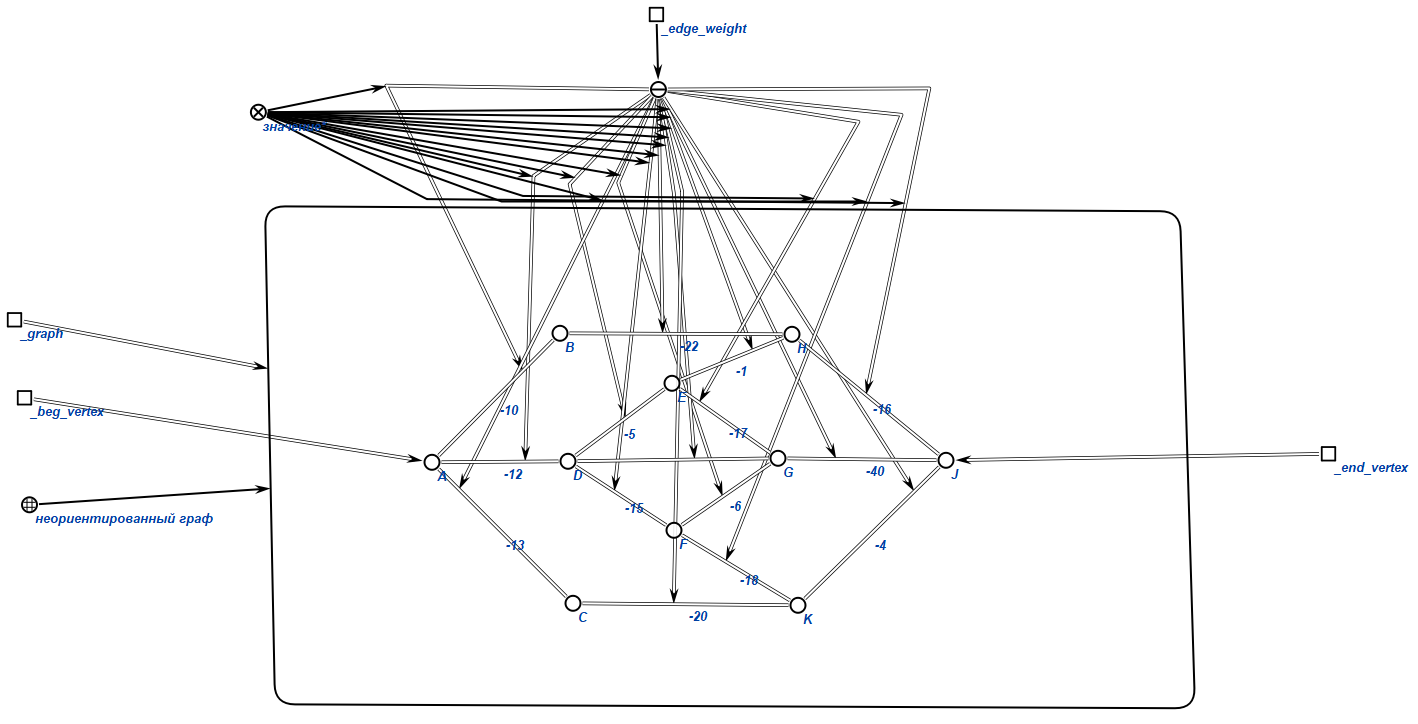 _edge_weight
значение*
_graph
_beg_vertex
неориентированный граф
_end_vertex
B
-22
H
-1
E
-10
-5
-17
-16
A
-12
D
G
-40
J
-15
-6
-13
F
-4
-18
C
-20
K